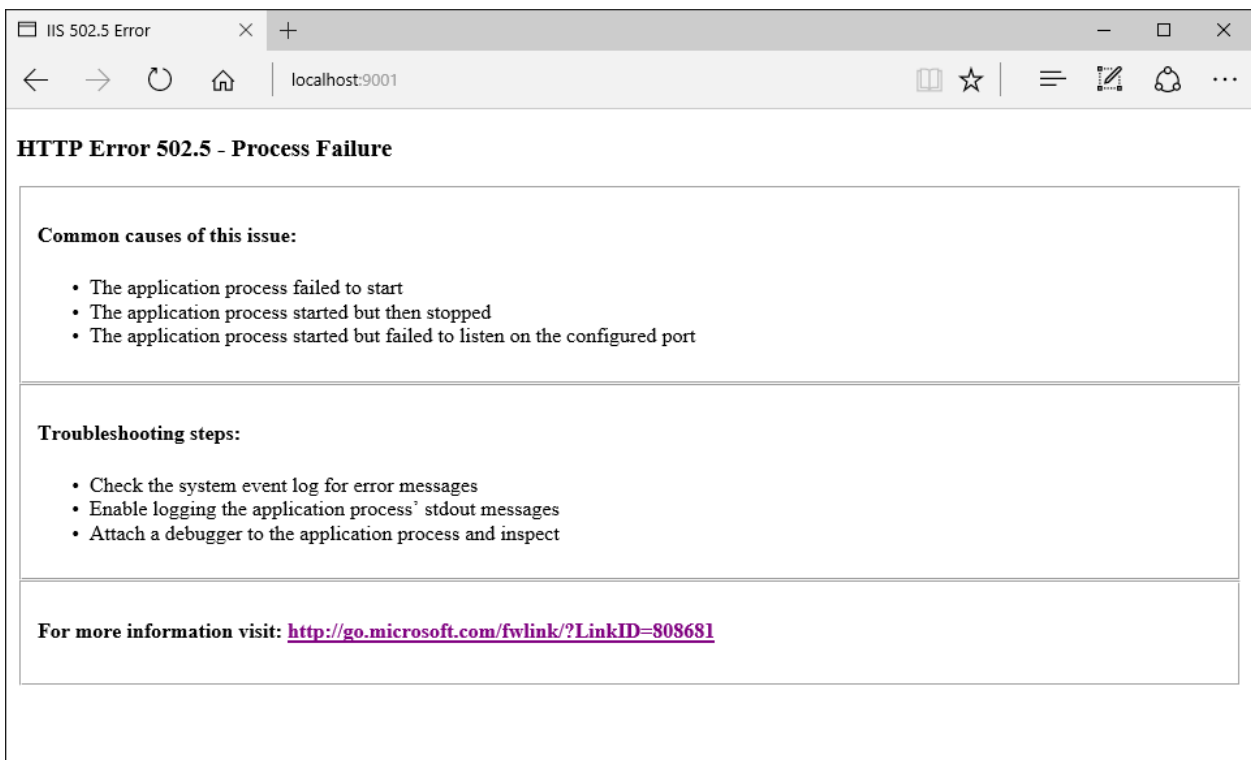 IIS 502.5 Error
localhost:9001
HTTP Error 502.5 - Process Failure
Common causes of this issue:
• The application process failed to start
• The application process started but then stopped
• The application process started but failed to listen on the configured port
Troubleshooting steps:
• Check the system event log for error messages
• Enable logging the application process’ stdout messages
• Attach a debugger to the application process and inspect
For more information visit: http://go.microsoft.com/fwlink/?LinkID=808681